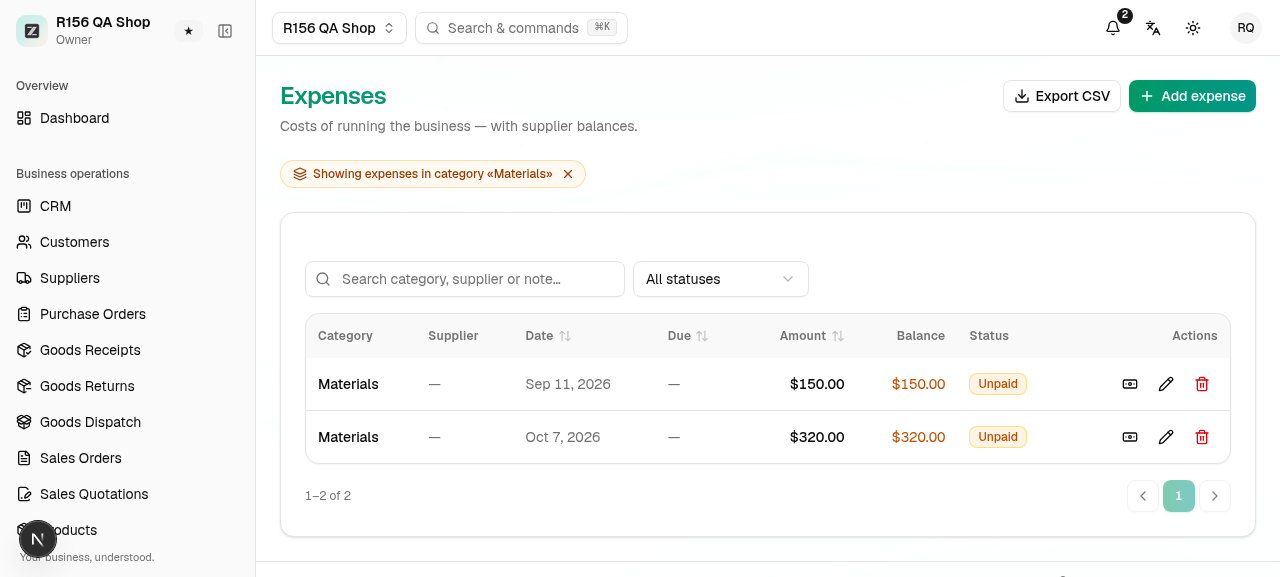 R156 QA Shop
Owner
Overview
Dashboard
Business operations
CRM
Customers
Suppliers
Purchase Orders
Goods Receipts
Goods Returns
Goods Dispatch
Sales Orders
Sales Quotations
oducts
N
Your business, understood.
R156 QA Shop
Search & commands ⌘K
2
RQ
Expenses
Costs of running the business — with supplier balances.
Export CSV
+ Add expense
Showing expenses in category «Materials»
Search category, supplier or note…
All statuses
Category Supplier Date Due Amount Balance Status Actions
Materials — Sep 11, 2026 — $150.00 $150.00 Unpaid
Materials — Oct 7, 2026 — $320.00 $320.00 Unpaid
1–2 of 2
1